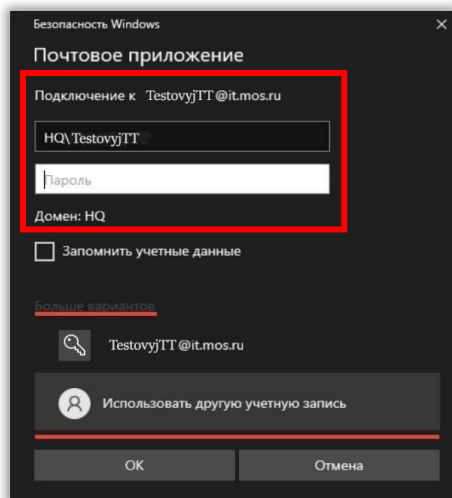 Безопасность Windows
Почтовое приложение
Подключение к TestovyjTT@it.mos.ru
HQ\TestovyjTT
Пароль
Домен: HQ
Запомнить учетные данные
Больше вариантов
TestovyjTT@it.mos.ru
Использовать другую учетную запись
ОК
Отмена